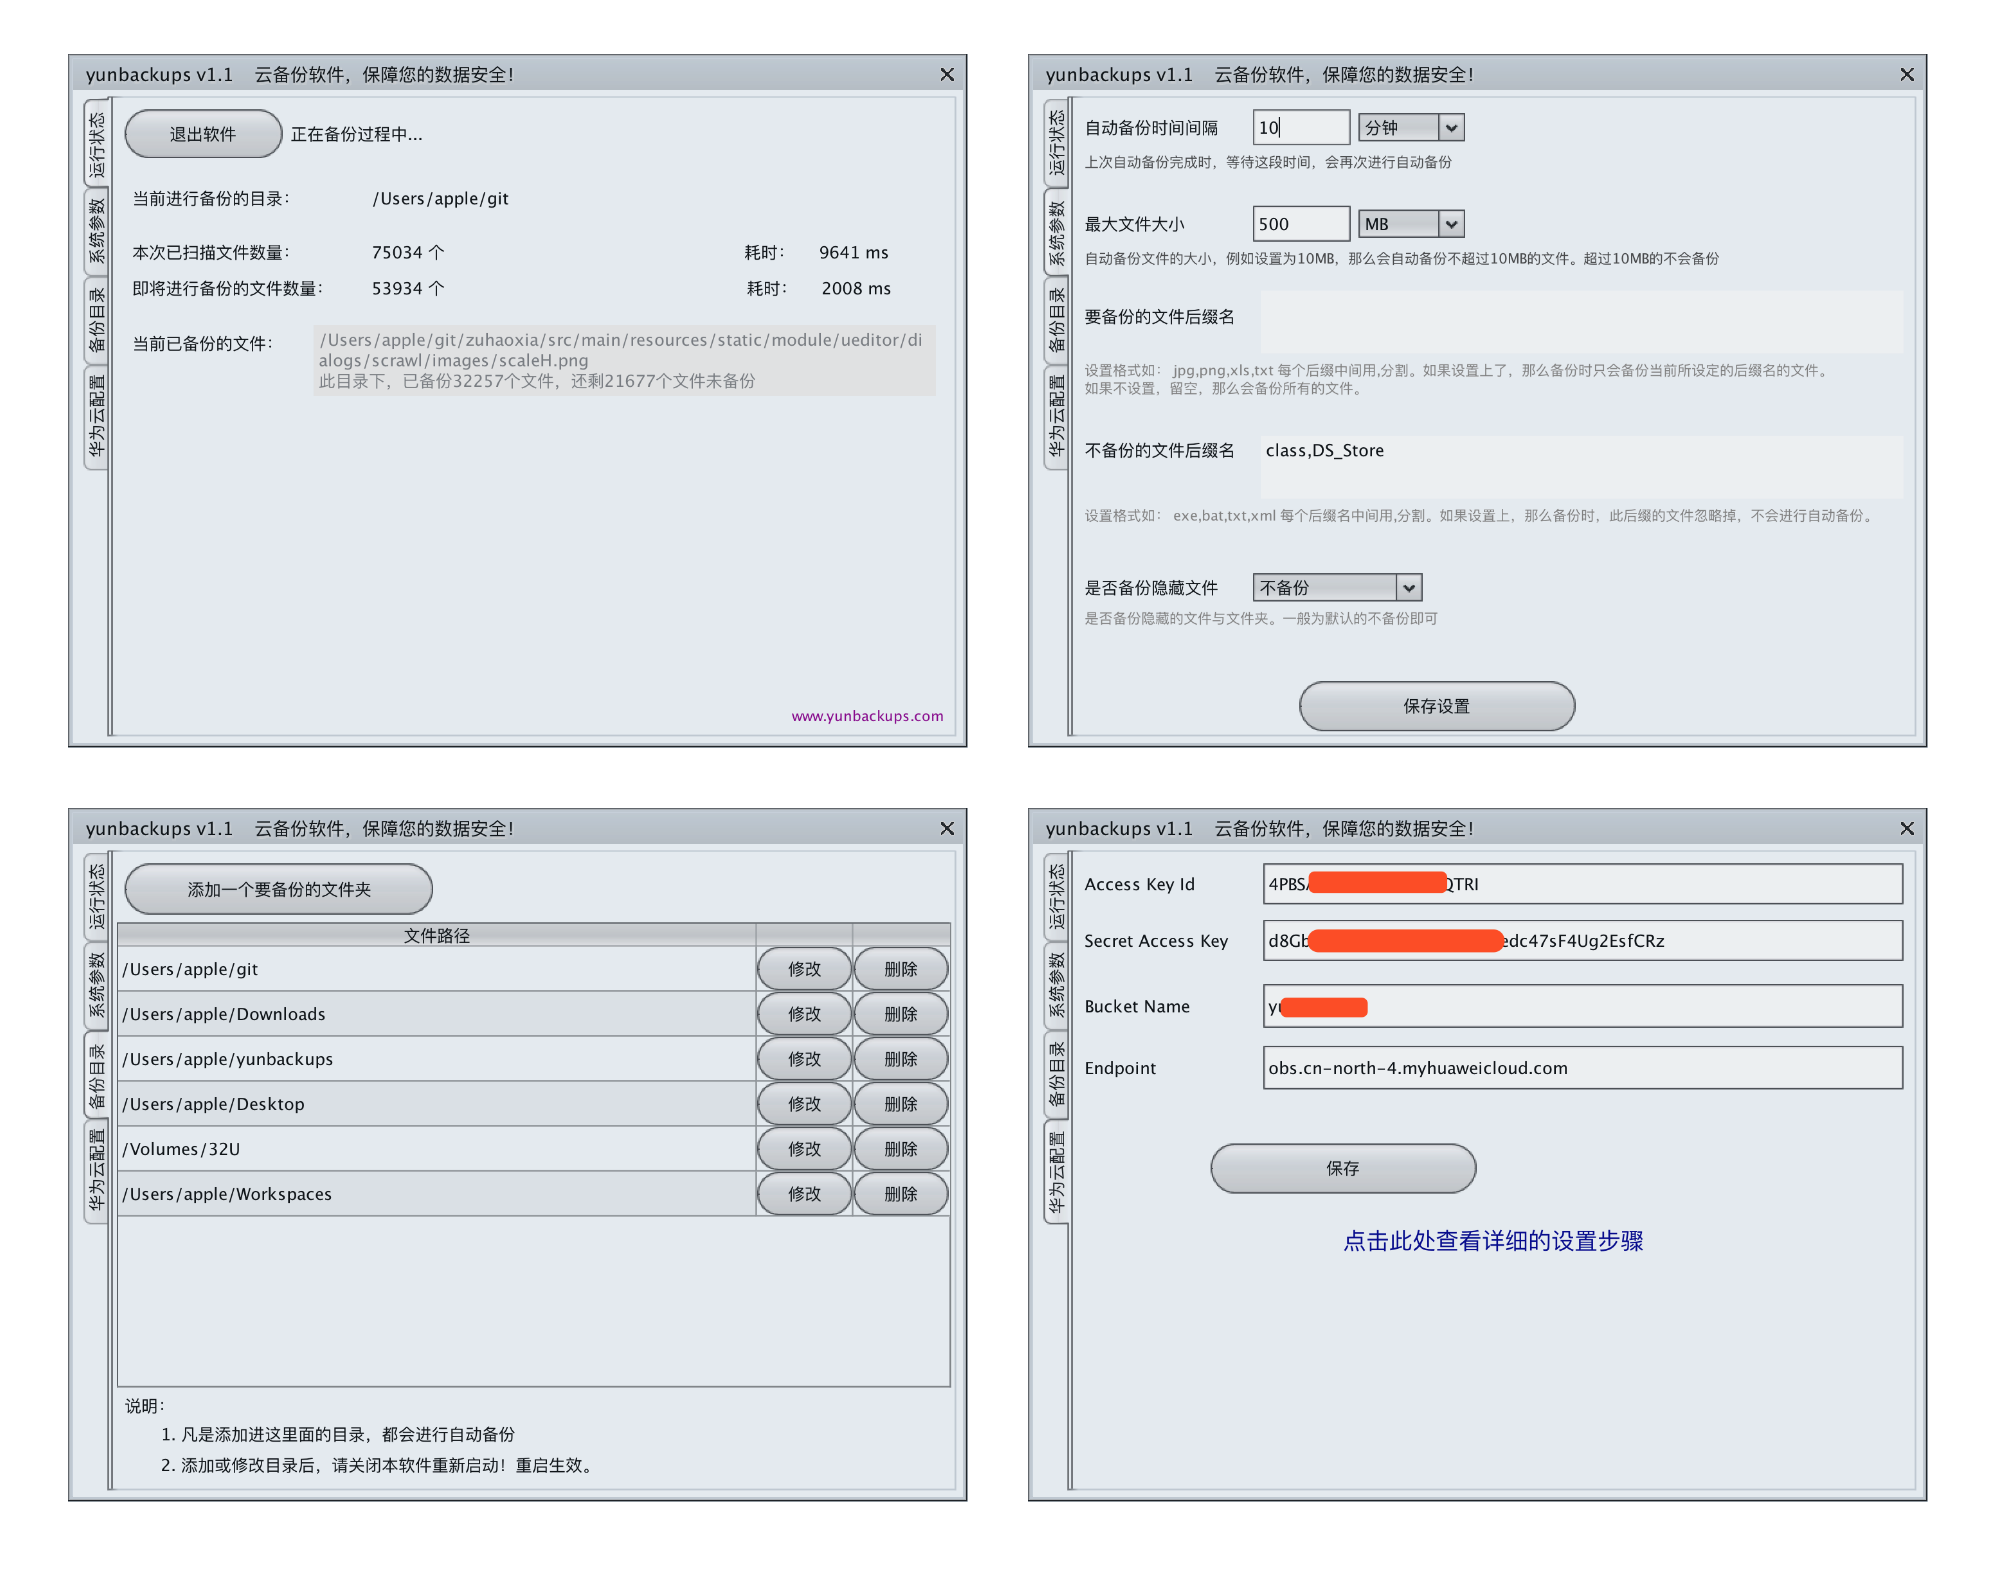 yunbackups v1.1 云备份软件，保障您的数据安全！
运行状态
系统参数
备份目录
华为云配置
退出软件 正在备份过程中...
当前进行备份的目录： /Users/apple/git
本次已扫描文件数量： 75034 个 耗时： 9641 ms
即将进行备份的文件数量： 53934 个 耗时： 2008 ms
当前已备份的文件： /Users/apple/git/zuhaoxia/src/main/resources/static/module/ueditor/di
alogs/scrawl/images/scaleH.png
此目录下，已备份32257个文件，还剩21677个文件未备份
www.yunbackups.com
yunbackups v1.1 云备份软件，保障您的数据安全！
运行状态
系统参数
备份目录
华为云配置
自动备份时间间隔 10 分钟
上次自动备份完成时，等待这段时间，会再次进行自动备份
最大文件大小 500 MB
自动备份文件的大小，例如设置为10MB，那么会自动备份不超过10MB的文件。超过10MB的不会备份
要备份的文件后缀名
设置格式如： jpg,png,xls,txt 每个后缀中间用,分割。如果设置上了，那么备份时只会备份当前所设定的后缀名的文件。
如果不设置，留空，那么会备份所有的文件。
不备份的文件后缀名 class,DS_Store
设置格式如： exe,bat,txt,xml 每个后缀名中间用,分割。如果设置上，那么备份时，此后缀的文件忽略掉，不会进行自动备份。
是否备份隐藏文件 不备份
是否备份隐藏的文件与文件夹。一般为默认的不备份即可
保存设置
yunbackups v1.1 云备份软件，保障您的数据安全！
运行状态
系统参数
备份目录
华为云配置
添加一个要备份的文件夹
文件路径
/Users/apple/git 修改 删除
/Users/apple/Downloads 修改 删除
/Users/apple/yunbackups 修改 删除
/Users/apple/Desktop 修改 删除
/Volumes/32U 修改 删除
/Users/apple/Workspaces 修改 删除
说明：
1. 凡是添加进这里面的目录，都会进行自动备份
2. 添加或修改目录后，请关闭本软件重新启动！重启生效。
yunbackups v1.1 云备份软件，保障您的数据安全！
运行状态
系统参数
备份目录
华为云配置
Access Key Id 4PBS QTRI
Secret Access Key d8Gb edc47sF4Ug2EsfCRz
Bucket Name y
Endpoint obs.cn-north-4.myhuaweicloud.com
保存
点击此处查看详细的设置步骤